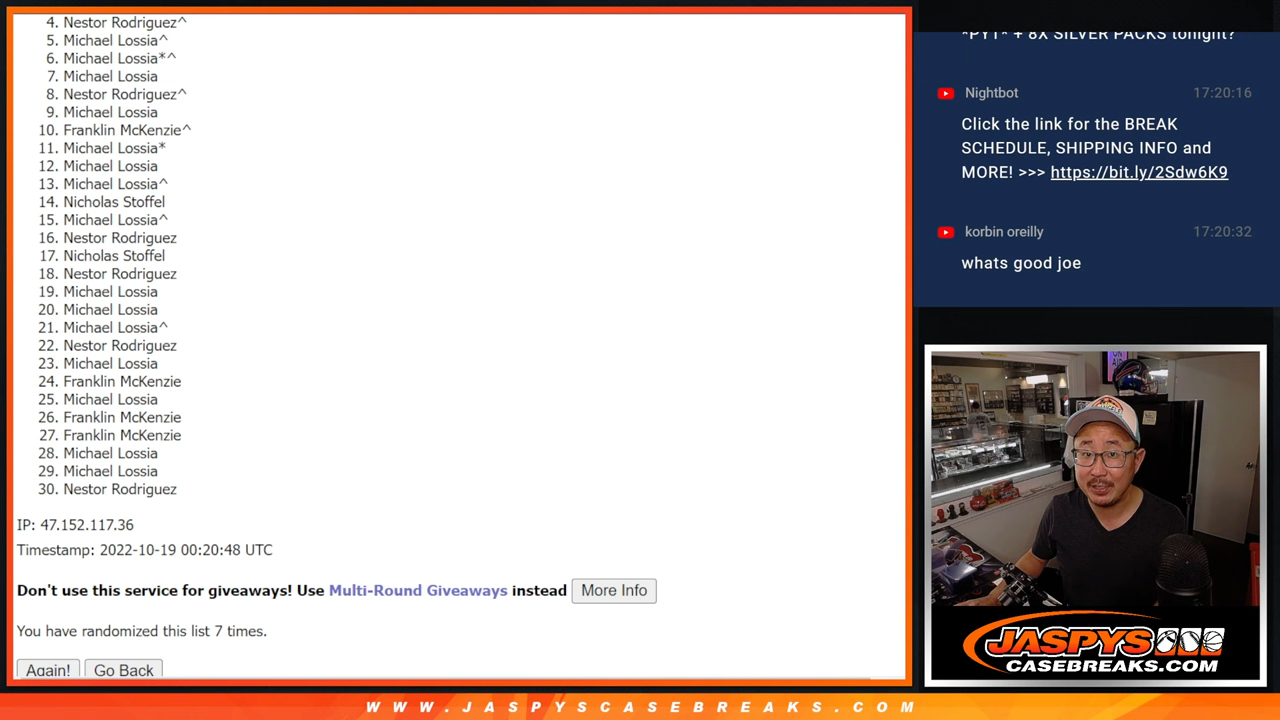 4. Nestor Rodriguez^
5. Michael Lossia^
6. Michael Lossia*^
7. Michael Lossia
8. Nestor Rodriguez^
9. Michael Lossia
10. Franklin McKenzie^
11. Michael Lossia*
12. Michael Lossia
13. Michael Lossia^
14. Nicholas Stoffel
15. Michael Lossia^
16. Nestor Rodriguez
17. Nicholas Stoffel
18. Nestor Rodriguez
19. Michael Lossia
20. Michael Lossia
21. Michael Lossia^
22. Nestor Rodriguez
23. Michael Lossia
24. Franklin McKenzie
25. Michael Lossia
26. Franklin McKenzie
27. Franklin McKenzie
28. Michael Lossia
29. Michael Lossia
30. Nestor Rodriguez
IP: 47.152.117.36
Timestamp: 2022-10-19 00:20:48 UTC
Don't use this service for giveaways! Use Multi-Round Giveaways instead More Info
You have randomized this list 7 times.
Again! Go Back
*PYT* + 8X SILVER PACKS tonight?
Nightbot 17:20:16
Click the link for the BREAK
SCHEDULE, SHIPPING INFO and
MORE! >>> https://bit.ly/2Sdw6K9
korbin oreilly 17:20:32
whats good joe
ON
AIR
JASPYS
CASEBREAKS.COM
WWW.JASPYSCASEBREAKS.COM